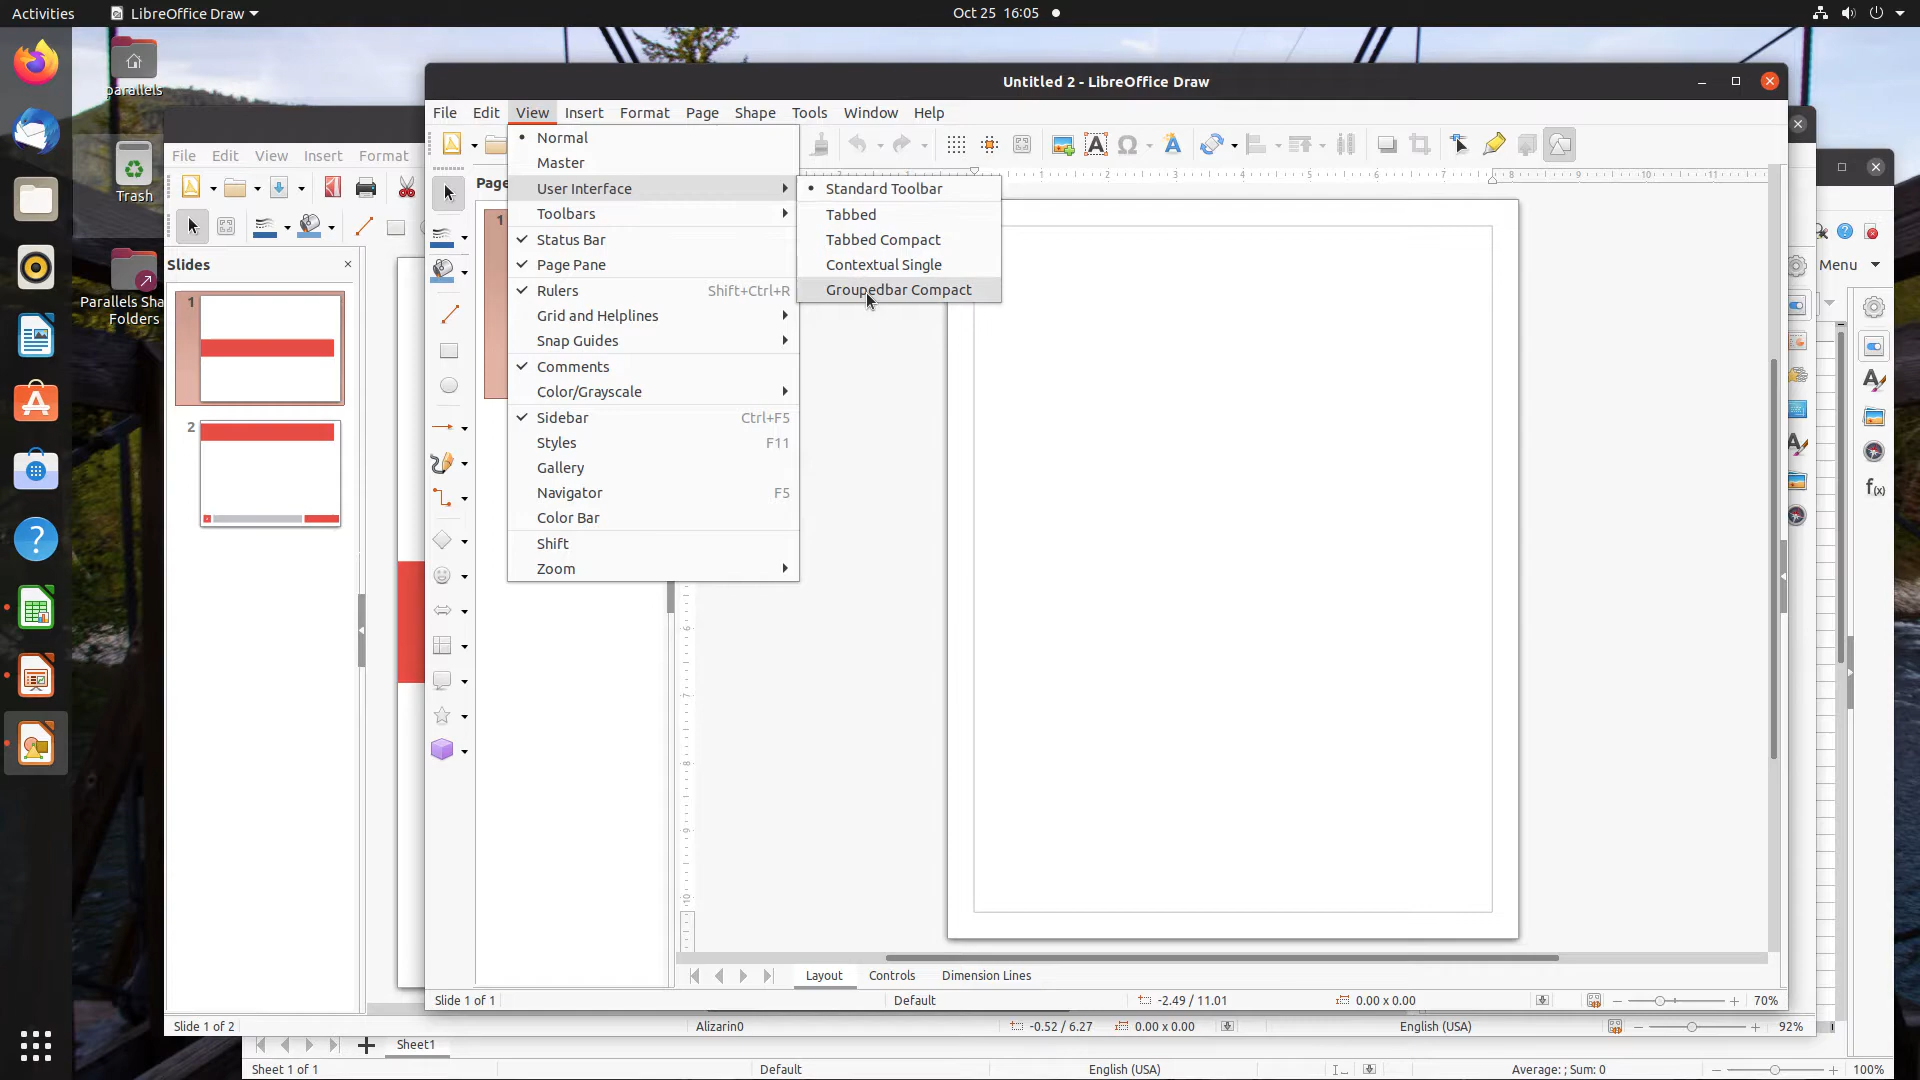 Activities
LibreOffice Draw
Oct 25 16:05
parallels
Trash
Parallels Sha
Folders
File Edit View Insert Format
Slides
1
2
Slide 1 of 2
Alizarin0
-0.52 / 6.27
0.00 x 0.00
English (USA)
92%
Untitled 2 - LibreOffice Draw
File Edit View Insert Format Page Shape Tools Window Help
Pag
1
Normal
Master
User Interface
Toolbars
Status Bar
Page Pane
Rulers Shift+Ctrl+R
Grid and Helplines
Snap Guides
Comments
Color/Grayscale
Sidebar Ctrl+F5
Styles F11
Gallery
Navigator F5
Color Bar
Shift
Zoom
Standard Toolbar
Tabbed
Tabbed Compact
Contextual Single
Groupedbar Compact
Layout Controls Dimension Lines
Slide 1 of 1
Default
-2.49 / 11.01
0.00 x 0.00
70%
Menu
f(x)
Sheet1
Sheet 1 of 1
Default
English (USA)
Average: ; Sum: 0
100%